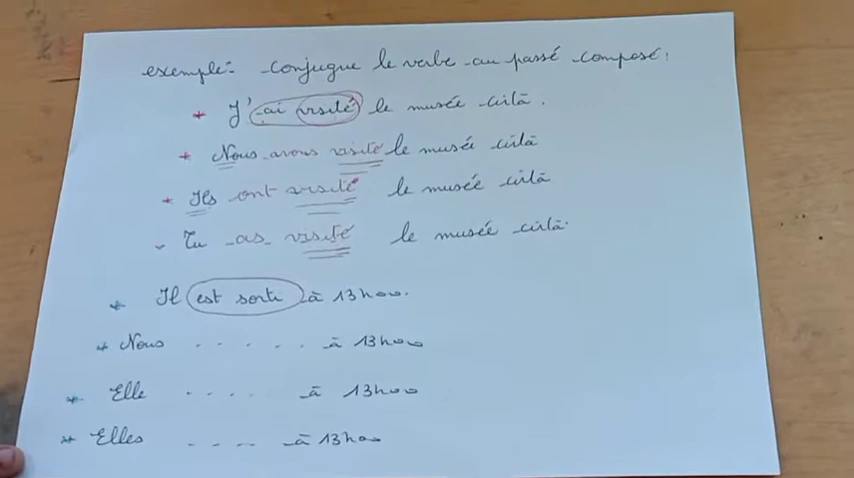 exemple: conjugue le verbe au passé composé:
* J'ai visité le musée cirta.
* Nous avons visité le musée cirta
* Ils ont visité le musée cirta
- Tu as visité le musée cirta.
* Il est sorti à 13h00.
* Nous ...... à 13h00
* Elle .... à 13h00
* Elles .... à 13h00